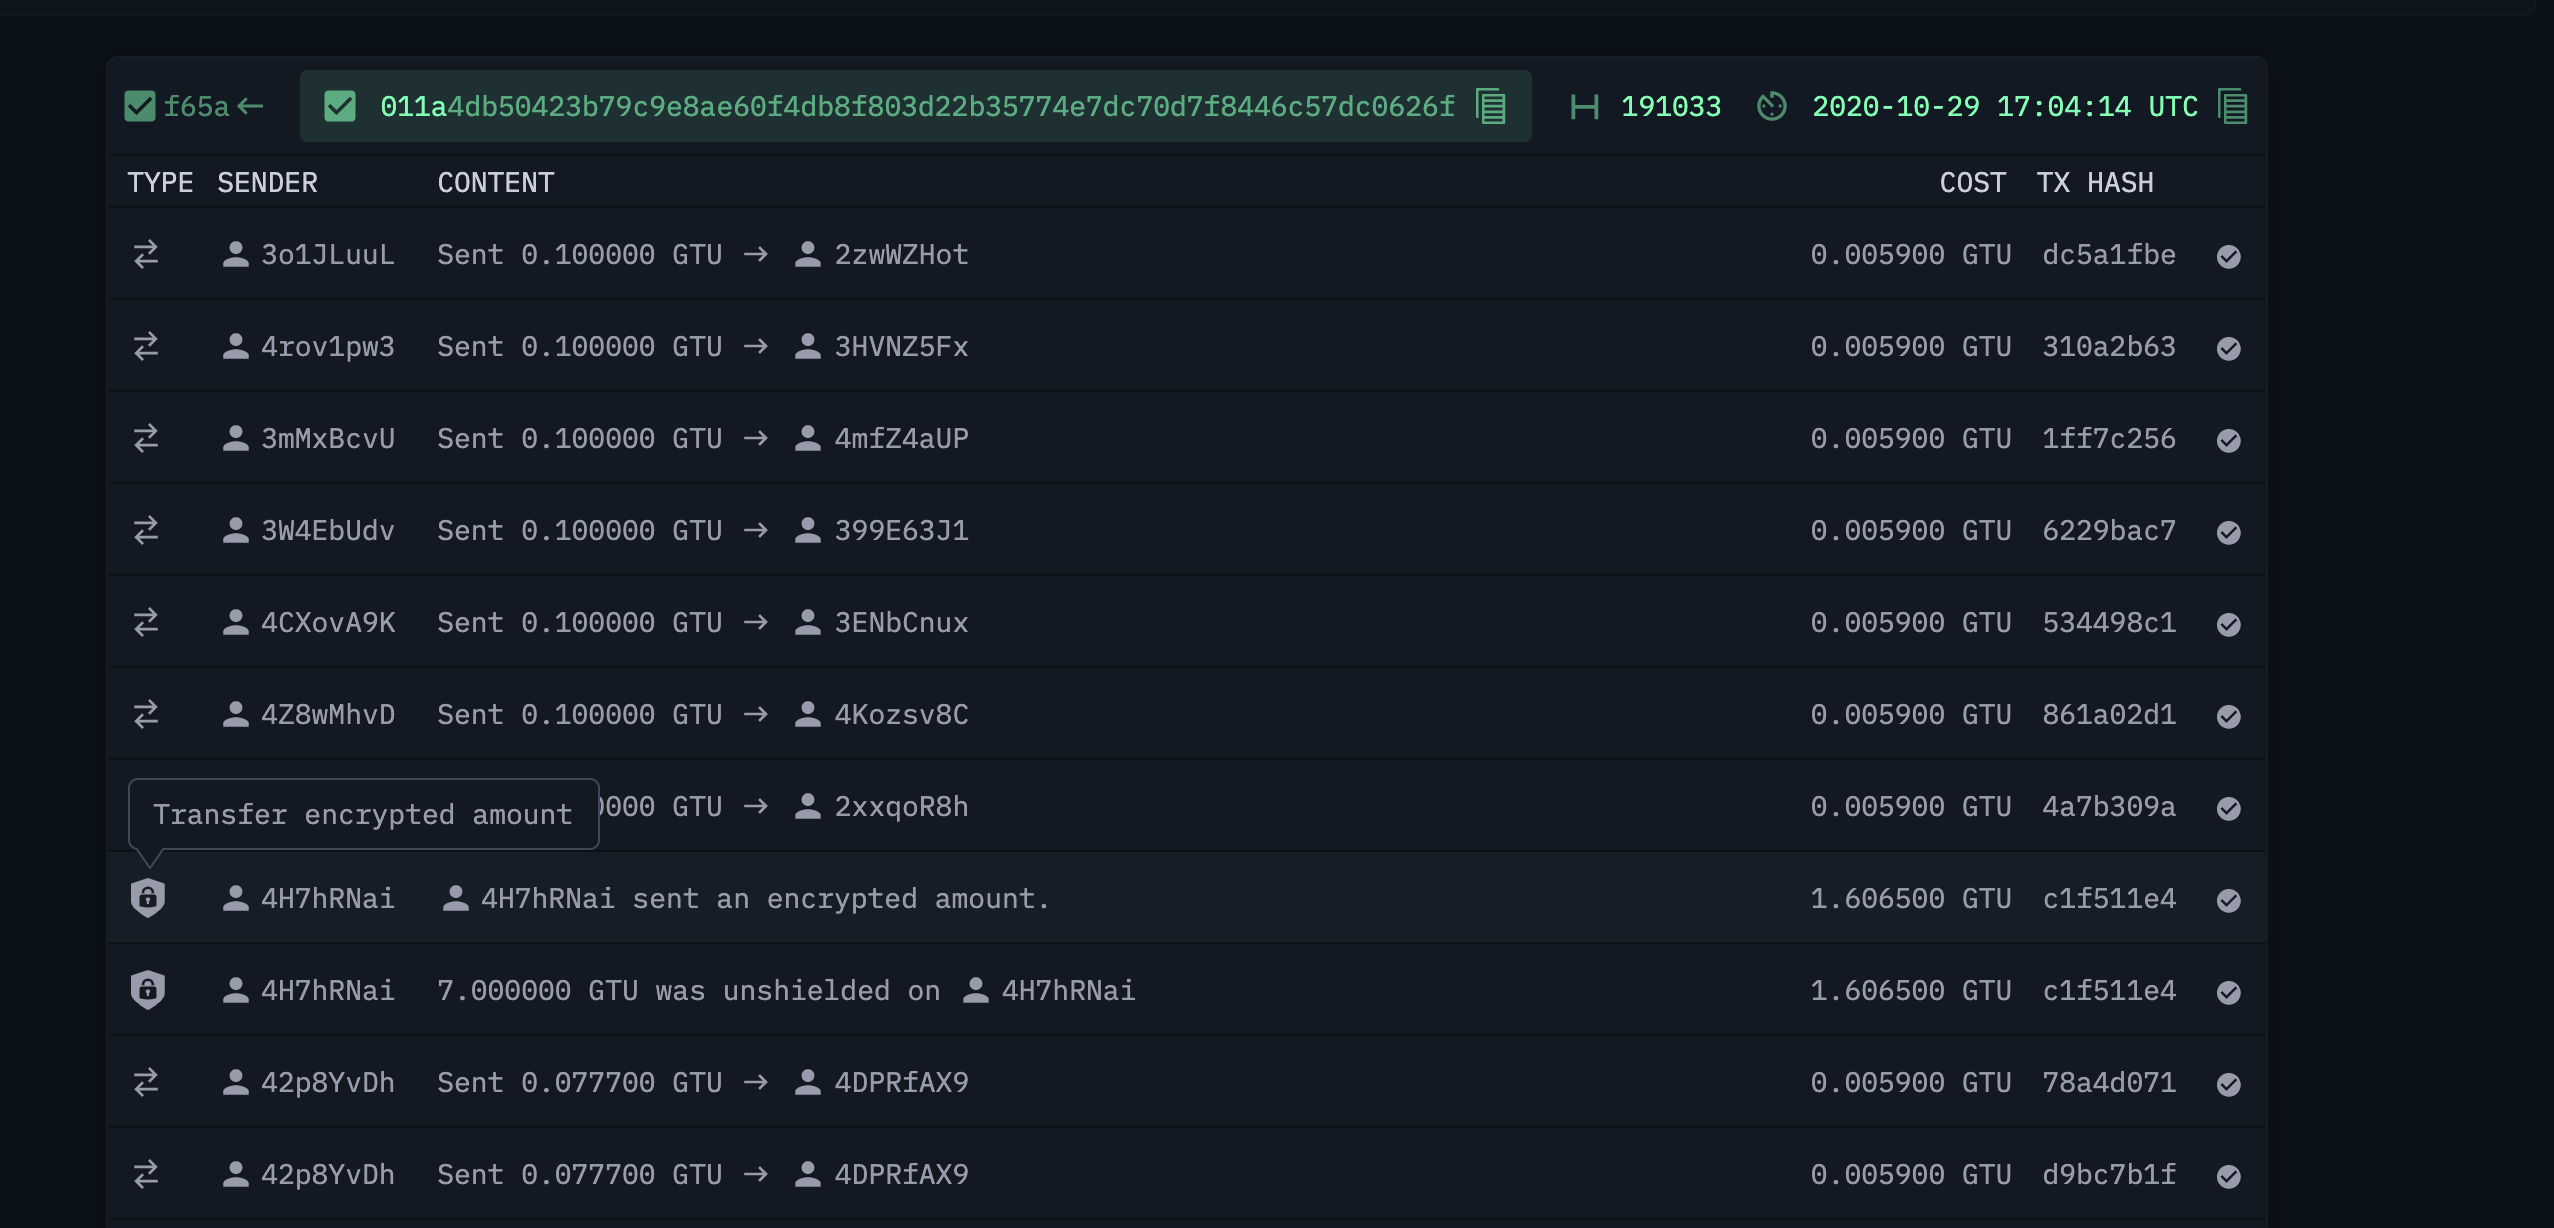 f65a← 011a4db50423b79c9e8ae60f4db8f803d22b35774e7dc70d7f8446c57dc0626f 191033 2020-10-29 17:04:14 UTC
TYPE SENDER CONTENT COST TX HASH
3o1JLuuL Sent 0.100000 GTU → 2zwWZHot 0.005900 GTU dc5a1fbe
4rov1pw3 Sent 0.100000 GTU → 3HVNZ5Fx 0.005900 GTU 310a2b63
3mMxBcvU Sent 0.100000 GTU → 4mfZ4aUP 0.005900 GTU 1ff7c256
3W4EbUdv Sent 0.100000 GTU → 399E63J1 0.005900 GTU 6229bac7
4CXovA9K Sent 0.100000 GTU → 3ENbCnux 0.005900 GTU 534498c1
4Z8wMhvD Sent 0.100000 GTU → 4Kozsv8C 0.005900 GTU 861a02d1
Transfer encrypted amount 0000 GTU → 2xxqoR8h 0.005900 GTU 4a7b309a
4H7hRNai 4H7hRNai sent an encrypted amount. 1.606500 GTU c1f511e4
4H7hRNai 7.000000 GTU was unshielded on 4H7hRNai 1.606500 GTU c1f511e4
42p8YvDh Sent 0.077700 GTU → 4DPRfAX9 0.005900 GTU 78a4d071
42p8YvDh Sent 0.077700 GTU → 4DPRfAX9 0.005900 GTU d9bc7b1f